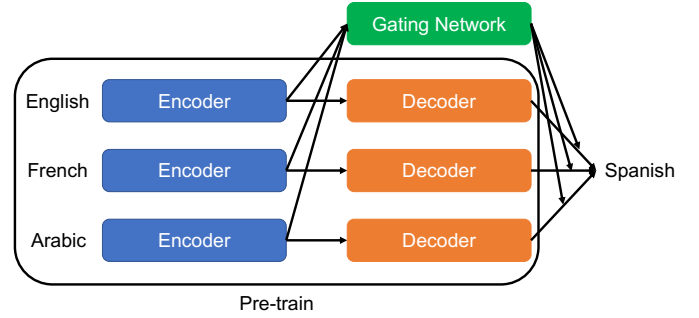 Gating Network
English
Encoder
Decoder
French
Encoder
Decoder
Spanish
Arabic
Encoder
Decoder
Pre-train